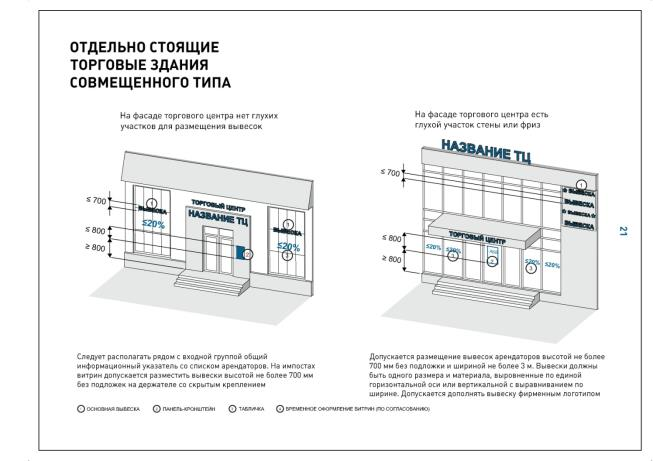 ОТДЕЛЬНО СТОЯЩИЕ
ТОРГОВЫЕ ЗДАНИЯ
СОВМЕЩЕННОГО ТИПА
На фасаде торгового центра нет глухих
участков для размещения вывесок
≤ 700
≤ 800
≥ 800
1
ВЫВЕСКА
≤20%
ТОРГОВЫЙ ЦЕНТР
НАЗВАНИЕ ТЦ
ВЫВЕСКА
≤20%
Следует располагать рядом с входной группой общий
информационный указатель со списком арендаторов. На импостах
витрин допускается разместить вывески высотой не более 700 мм
без подложек на держателе со скрытым креплением
На фасаде торгового центра есть
глухой участок стены или фриз
НАЗВАНИЕ ТЦ
≤ 700
≤ 800
≥ 800
1
ВЫВЕСКА
ВЫВЕСКА
ВЫВЕСКА
ВЫВЕСКА
ТОРГОВЫЙ ЦЕНТР
≤20%
≤20%
≤20%
≤20%
3
3
Допускается размещение вывесок арендаторов высотой не более
700 мм без подложки и шириной не более 3 м. Вывески должны
быть одного размера и материала, выровненные по единой
горизонтальной оси или вертикальной с выравниванием по
ширине. Допускается дополнять вывеску фирменным логотипом
ОСНОВНАЯ ВЫВЕСКА
ПАНЕЛЬ-КРОНШТЕЙН
ТАБЛИЧКА
ВРЕМЕННОЕ ОФОРМЛЕНИЕ ВИТРИН (ПО СОГЛАСОВАНИЮ)
21